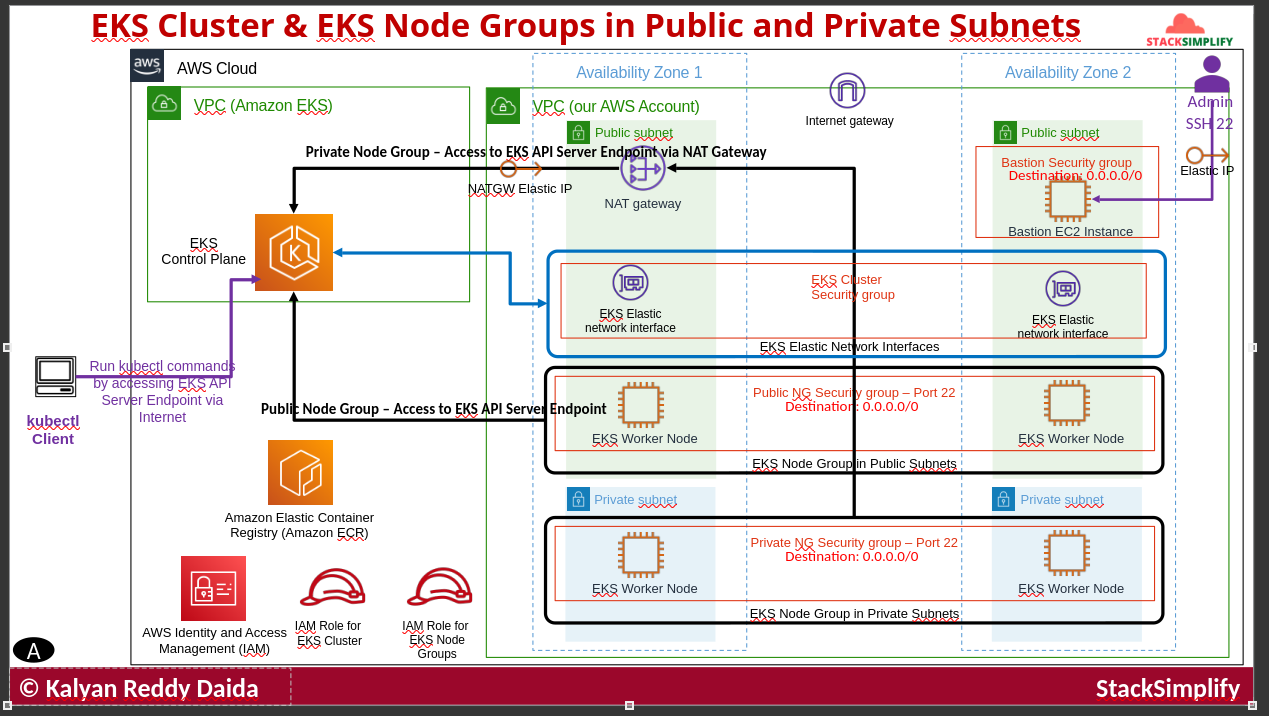 EKS Cluster & EKS Node Groups in Public and Private Subnets
STACKSIMPLIFY
aws
AWS Cloud
Availability Zone 1
Availability Zone 2
VPC (Amazon EKS)
VPC (our AWS Account)
Internet gateway
Admin
SSH 22
Public subnet
Public subnet
Private Node Group – Access to EKS API Server Endpoint via NAT Gateway
Bastion Security group
Destination: 0.0.0.0/0
Elastic IP
NATGW Elastic IP
NAT gateway
Bastion EC2 Instance
EKS
Control Plane
K
EKS Cluster
Security group
EKS Elastic
network interface
EKS Elastic
network interface
EKS Elastic Network Interfaces
Run kubectl commands
by accessing EKS API
Server Endpoint via
Internet
kubectl
Client
Public Node Group – Access to EKS API Server Endpoint
Public NG Security group – Port 22
Destination: 0.0.0.0/0
EKS Worker Node
EKS Worker Node
EKS Node Group in Public Subnets
Amazon Elastic Container
Registry (Amazon ECR)
Private subnet
Private subnet
Private NG Security group – Port 22
Destination: 0.0.0.0/0
EKS Worker Node
EKS Worker Node
EKS Node Group in Private Subnets
AWS Identity and Access
Management (IAM)
IAM Role for
EKS Cluster
IAM Role for
EKS Node
Groups
A
© Kalyan Reddy Daida
StackSimplify